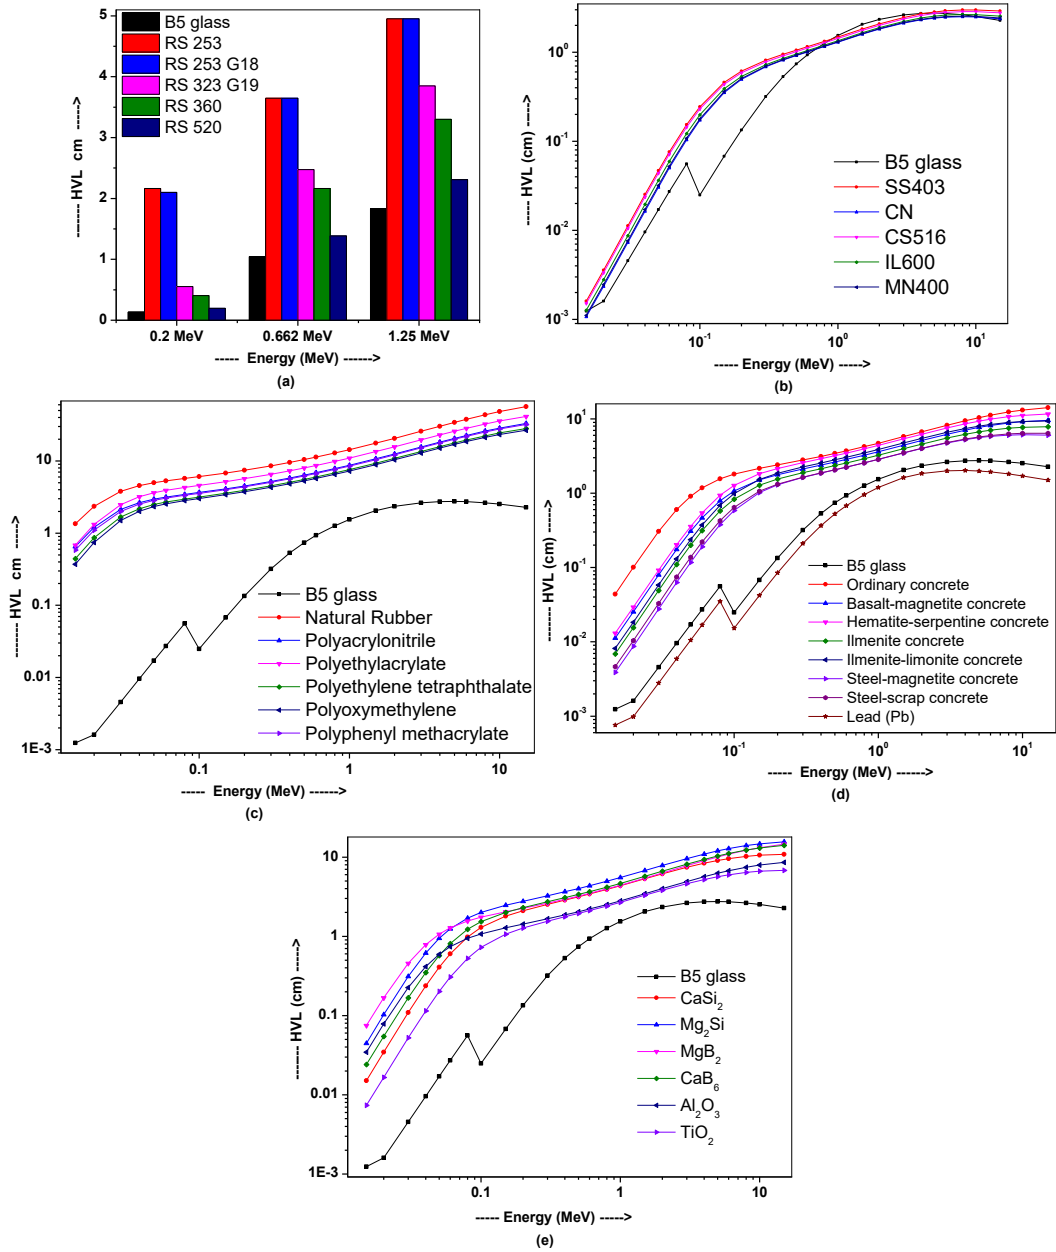 5
4
3
2
1
0
------ HVL cm ----->
B5 glass
RS 253
RS 253 G18
RS 323 G19
RS 360
RS 520
0.2 MeV
0.662 MeV
1.25 MeV
----- Energy (MeV) ------>
(a)
10^0
10^-1
10^-2
10^-3
------ HVL (cm) ----->
B5 glass
SS403
CN
CS516
IL600
MN400
10^-1
10^0
10^1
----- Energy (MeV) ------>
(b)
10
1
0.1
0.01
1E-3
-------- HVL cm ------>
B5 glass
Natural Rubber
Polyacrylonitrile
Polyethylacrylate
Polyethylene tetraphthalate
Polyoxymethylene
Polyphenyl methacrylate
0.1
1
10
----- Energy (MeV) ------>
(c)
10^1
10^0
10^-1
10^-2
10^-3
------- HVL (cm) ----->
B5 glass
Ordinary concrete
Basalt-magnetite concrete
Hematite-serpentine concrete
Ilmenite concrete
Ilmenite-limonite concrete
Steel-magnetite concrete
Steel-scrap concrete
Lead (Pb)
10^-1
10^0
10^1
----- Energy (MeV) ------>
(d)
10
1
0.1
0.01
1E-3
------- HVL (cm) ----->
B5 glass
CaSi2
Mg2Si
MgB2
CaB6
Al2O3
TiO2
0.1
1
10
----- Energy (MeV) ----->
(e)